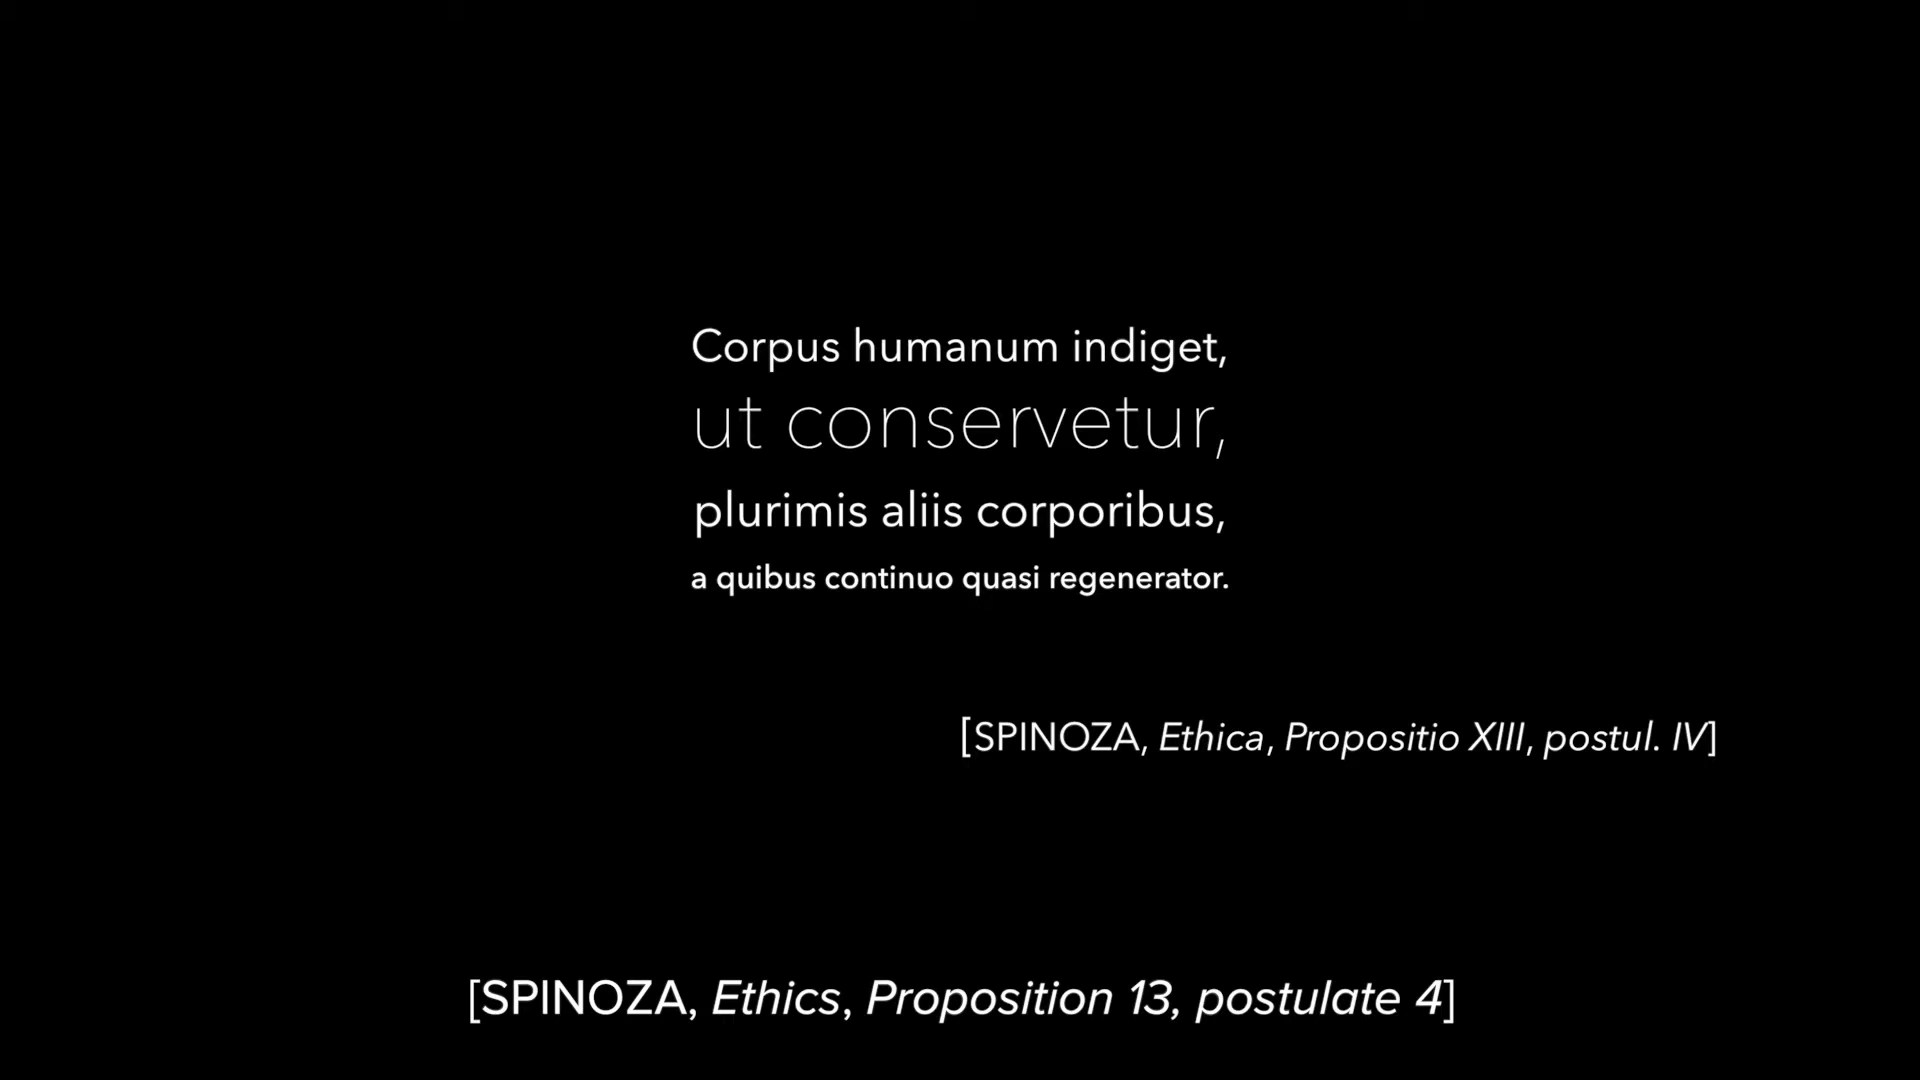 Corpus humanum indiget,
ut conservetur,
plurimis aliis corporibus,
a quibus continuo quasi regenerator.
[SPINOZA, Ethica, Propositio XIII, postul. IV]
[SPINOZA, Ethics, Proposition 13, postulate 4]